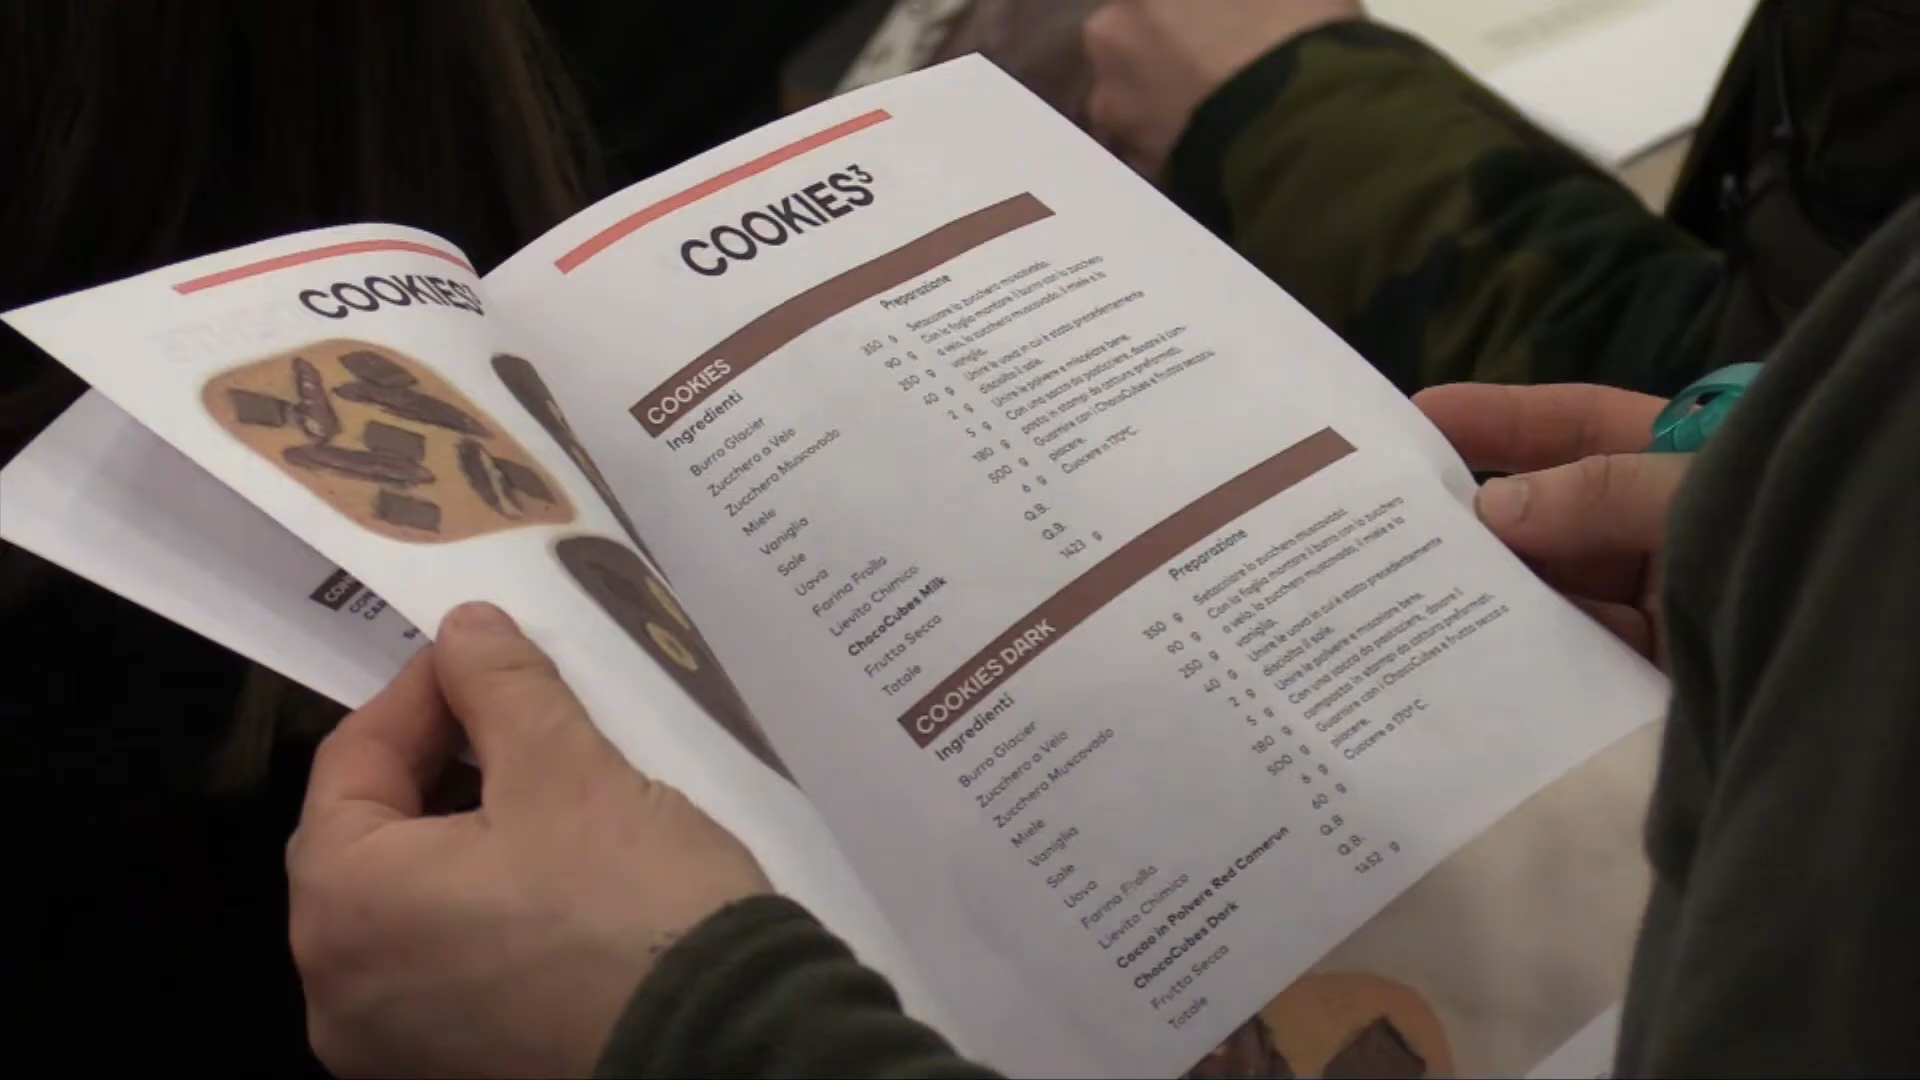 COOKIES³
COOKIES³
COOKIES
Ingredienti
Burro Glacier
Zucchero a Velo
Zucchero Muscovado
Miele
Vaniglia
Sale
Uova
Farina Frolla
Lievito Chimico
ChocoCubes Milk
Frutta Secca
Totale
350 g
90 g
250 g
40 g
2 g
5 g
180 g
500 g
6 g
Q.B.
Q.B.
1423 g
Preparazione
Setacciare lo zucchero muscovado.
Con la foglia montare il burro con lo zucchero
a velo, lo zucchero muscovado, il miele e la
vaniglia.
Unire le uova in cui è stato precedentemente
disciolto il sale.
Unire le polveri e miscelare bene.
Con una sacca da pasticciere, dosare il com-
posto in stampi da cottura preformati.
Guarnire con i ChocoCubes e frutta secca a
piacere.
Cuocere a 170°C.
COOKIES DARK
Ingredienti
Burro Glacier
Zucchero a Velo
Zucchero Muscovado
Miele
Vaniglia
Sale
Uova
Farina Frolla
Lievito Chimico
Cacao in Polvere Red Camerun
ChocoCubes Dark
Frutta Secca
Totale
350 g
90 g
250 g
40 g
2 g
5 g
180 g
500 g
6 g
60 g
Q.B
Q.B.
1452 g
Preparazione
Setacciare lo zucchero muscovado.
Con la foglia montare il burro con lo zucchero
a velo, lo zucchero muscovado, il miele e la
vaniglia.
Unire le uova in cui è stato precedentemente
disciolto il sale.
Unire le polveri e miscelare bene.
Con una sacca da pasticciere, dosare il
composto in stampi da cottura preformati.
Guarnire con i ChocoCubes e frutta secca a
piacere.
Cuocere a 170° C.